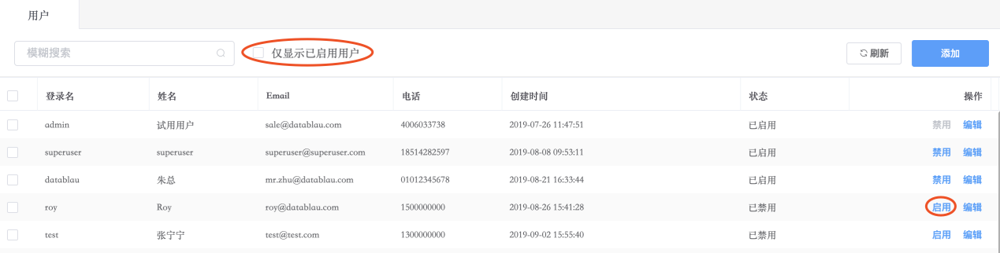 用户
模糊搜索 仅显示已启用用户 刷新 添加
登录名 姓名 Email 电话 创建时间 状态 操作
admin 试用用户 sale@datablau.com 4006033738 2019-07-26 11:47:51 已启用 禁用 编辑
superuser superuser superuser@superuser.com 18514282597 2019-08-08 09:53:11 已启用 禁用 编辑
datablau 朱总 mr.zhu@datablau.com 01012345678 2019-08-21 16:33:44 已启用 禁用 编辑
roy Roy roy@datablau.com 1500000000 2019-08-26 15:41:28 已禁用 启用 编辑
test 张宁宁 test@test.com 1300000000 2019-09-02 15:55:40 已禁用 启用 编辑